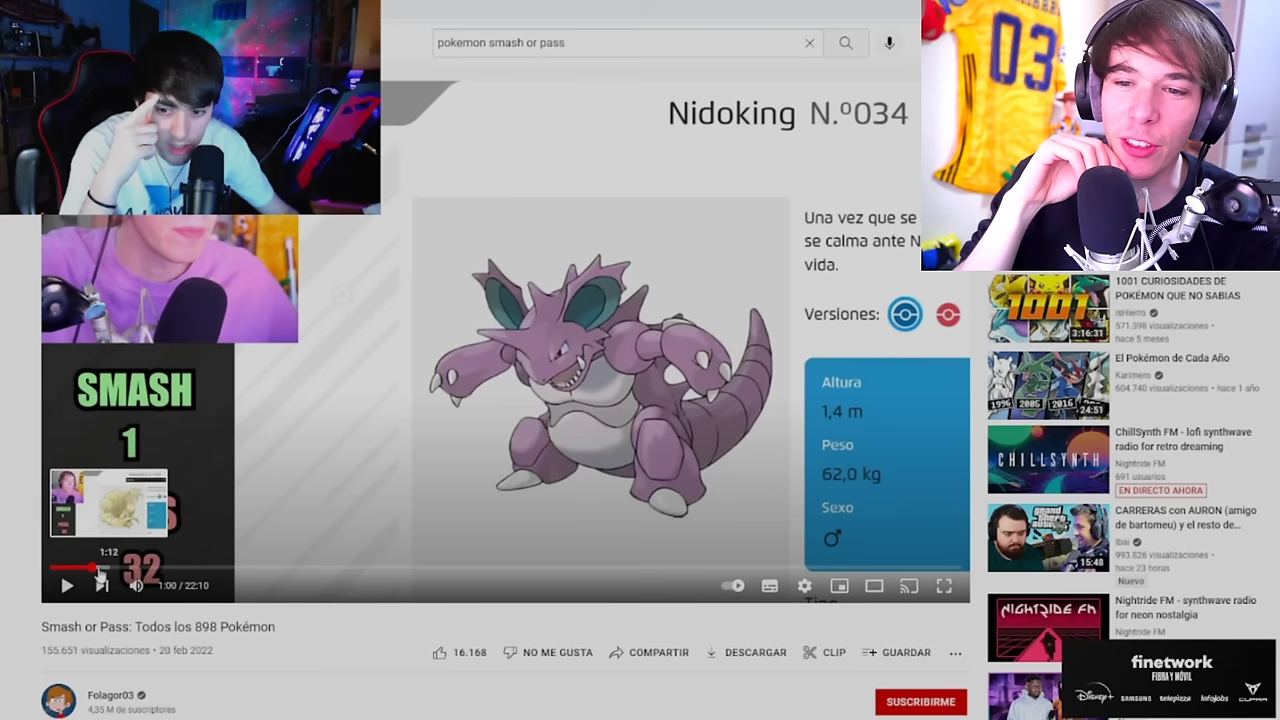 pokemon smash or pass
03
Nidoking N.º034
Una vez que se
se calma ante N
vida.
Versiones:
Altura
1,4 m
Peso
62,0 kg
Sexo
SMASH
1
32
1:12
1:00 / 22:10
Smash or Pass: Todos los 898 Pokémon
155.651 visualizaciones • 20 feb 2022
16.168
NO ME GUSTA
COMPARTIR
DESCARGAR
CLIP
GUARDAR
Folagor03
4,35 M de suscriptores
SUSCRIBIRME
1001
3:16:31
1001 CURIOSIDADES DE
POKÉMON QUE NO SABIAS
isHierro
571.398 visualizaciones •
hace 5 meses
1996 2005 2016
24:51
El Pokémon de Cada Año
Karimero
604.740 visualizaciones • hace 1 año
CHILLSYNTH
ChillSynth FM - lofi synthwave
radio for retro dreaming
Nightride FM
691 usuarios
EN DIRECTO AHORA
15:48
CARRERAS con AURON (amigo
de bartomeu) y el resto de...
Ibai
993.826 visualizaciones •
hace 23 horas
Nuevo
NIGHTRIDE FM
Nightride FM - synthwave radio
for neon nostalgia
Nightride FM
finetwork
FIBRA Y MÓVIL
Disney+ SAMSUNG telepizza InfoJobs CUPRA